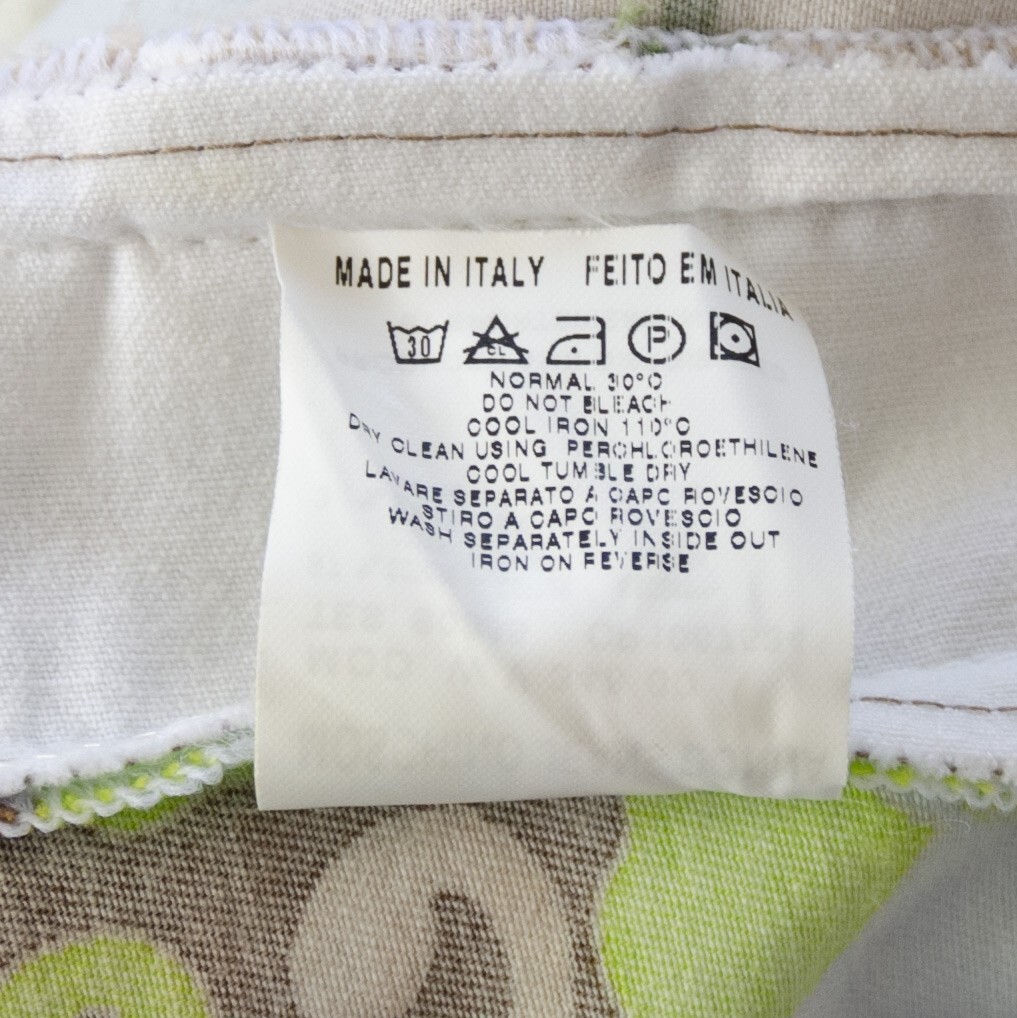 MADE IN ITALY FEITO EM ITALIA
30 CL P
NORMAL 30°C
DO NOT BLEACH
COOL IRON 110°C
DRY CLEAN USING PERCHLOROETHILENE
COOL TUMBLE DRY
LAVARE SEPARATO A CAPO ROVESCIO
STIRO A CAPO ROVESCIO
WASH SEPARATELY INSIDE OUT
IRON ON REVERSE